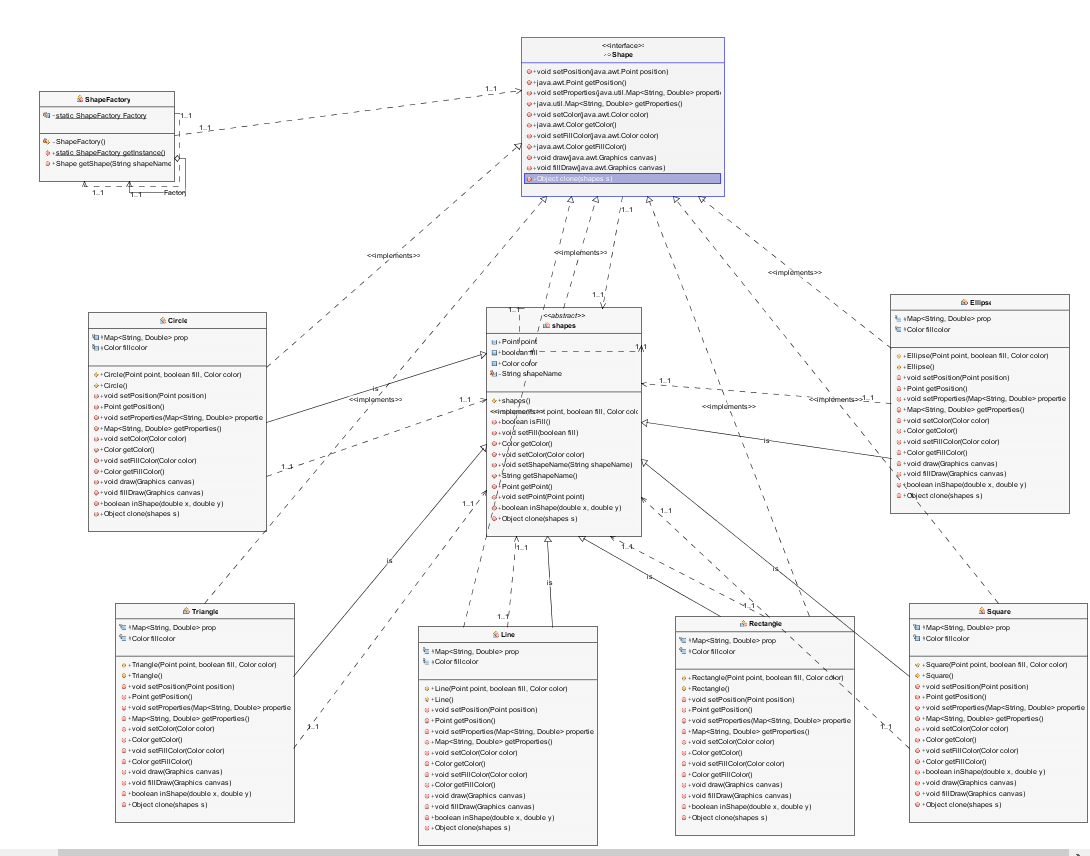 <<interface>>
Shape
+void setPosition(java.awt.Point position)
+java.awt.Point getPosition()
+void setProperties(java.util.Map<String, Double> properti
+java.util.Map<String, Double> getProperties()
+void setColor(java.awt.Color color)
+java.awt.Color getColor()
+void setFillColor(java.awt.Color color)
+java.awt.Color getFillColor()
+void draw(java.awt.Graphics canvas)
+void fillDraw(java.awt.Graphics canvas)
+Object clone(shapes s)
ShapeFactory
-static ShapeFactory Factory
-ShapeFactory()
+static ShapeFactory getInstance()
+Shape getShape(String shapeName
1..1
1..1
1..1
1..1
1..1
Factory
<<implements>>
<<implements>>
<<implements>>
1..1
1..1
Circle
Map<String, Double> prop
Color fillcolor
+Circle(Point point, boolean fill, Color color)
+Circle()
+void setPosition(Point position)
+Point getPosition()
+void setProperties(Map<String, Double> propertie
+Map<String, Double> getProperties()
+void setColor(Color color)
+Color getColor()
+void setFillColor(Color color)
+Color getFillColor()
+void draw(Graphics canvas)
+void fillDraw(Graphics canvas)
+boolean inShape(double x, double y)
+Object clone(shapes s)
is
<<implements>>
1..1
1..1
1..1
<<abstract>>
shapes
1..1
Point point
boolean fill
Color color
-String shapeName
+shapes()
<<implements>>
t point, boolean fill, Color colc
+boolean isFill()
+void setFill(boolean fill)
+Color getColor()
+void setColor(Color color)
+void setShapeName(String shapeName)
+String getShapeName()
+Point getPoint()
+void setPoint(Point point)
+boolean inShape(double x, double y)
+Object clone(shapes s)
1..1
<<implements>>
<<implements>>
1..1
is
Ellipse
Map<String, Double> prop
Color fillcolor
+Ellipse(Point point, boolean fill, Color color)
+Ellipse()
+void setPosition(Point position)
+Point getPosition()
+void setProperties(Map<String, Double> propertie
+Map<String, Double> getProperties()
+void setColor(Color color)
+Color getColor()
+void setFillColor(Color color)
+Color getFillColor()
+void draw(Graphics canvas)
+void fillDraw(Graphics canvas)
+boolean inShape(double x, double y)
+Object clone(shapes s)
1..1
1..1
1..1
1..1
is
is
is
is
1..1
1..1
1..1
1..1
Triangle
Map<String, Double> prop
Color fillcolor
+Triangle(Point point, boolean fill, Color color)
+Triangle()
+void setPosition(Point position)
+Point getPosition()
+void setProperties(Map<String, Double> propertie
+Map<String, Double> getProperties()
+void setColor(Color color)
+Color getColor()
+void setFillColor(Color color)
+Color getFillColor()
+void draw(Graphics canvas)
+void fillDraw(Graphics canvas)
+boolean inShape(double x, double y)
+Object clone(shapes s)
Line
Map<String, Double> prop
Color fillcolor
+Line(Point point, boolean fill, Color color)
+Line()
+void setPosition(Point position)
+Point getPosition()
+void setProperties(Map<String, Double> propertie
+Map<String, Double> getProperties()
+void setColor(Color color)
+Color getColor()
+void setFillColor(Color color)
+Color getFillColor()
+void draw(Graphics canvas)
+void fillDraw(Graphics canvas)
+boolean inShape(double x, double y)
+Object clone(shapes s)
Rectangle
Map<String, Double> prop
Color fillcolor
+Rectangle(Point point, boolean fill, Color color)
+Rectangle()
+void setPosition(Point position)
+Point getPosition()
+void setProperties(Map<String, Double> propertie
+Map<String, Double> getProperties()
+void setColor(Color color)
+Color getColor()
+void setFillColor(Color color)
+Color getFillColor()
+void draw(Graphics canvas)
+void fillDraw(Graphics canvas)
+boolean inShape(double x, double y)
+Object clone(shapes s)
Square
Map<String, Double> prop
Color fillcolor
+Square(Point point, boolean fill, Color color)
+Square()
+void setPosition(Point position)
+Point getPosition()
+void setProperties(Map<String, Double> propertie
+Map<String, Double> getProperties()
+void setColor(Color color)
+Color getColor()
+void setFillColor(Color color)
+Color getFillColor()
+boolean inShape(double x, double y)
+void draw(Graphics canvas)
+void fillDraw(Graphics canvas)
+Object clone(shapes s)